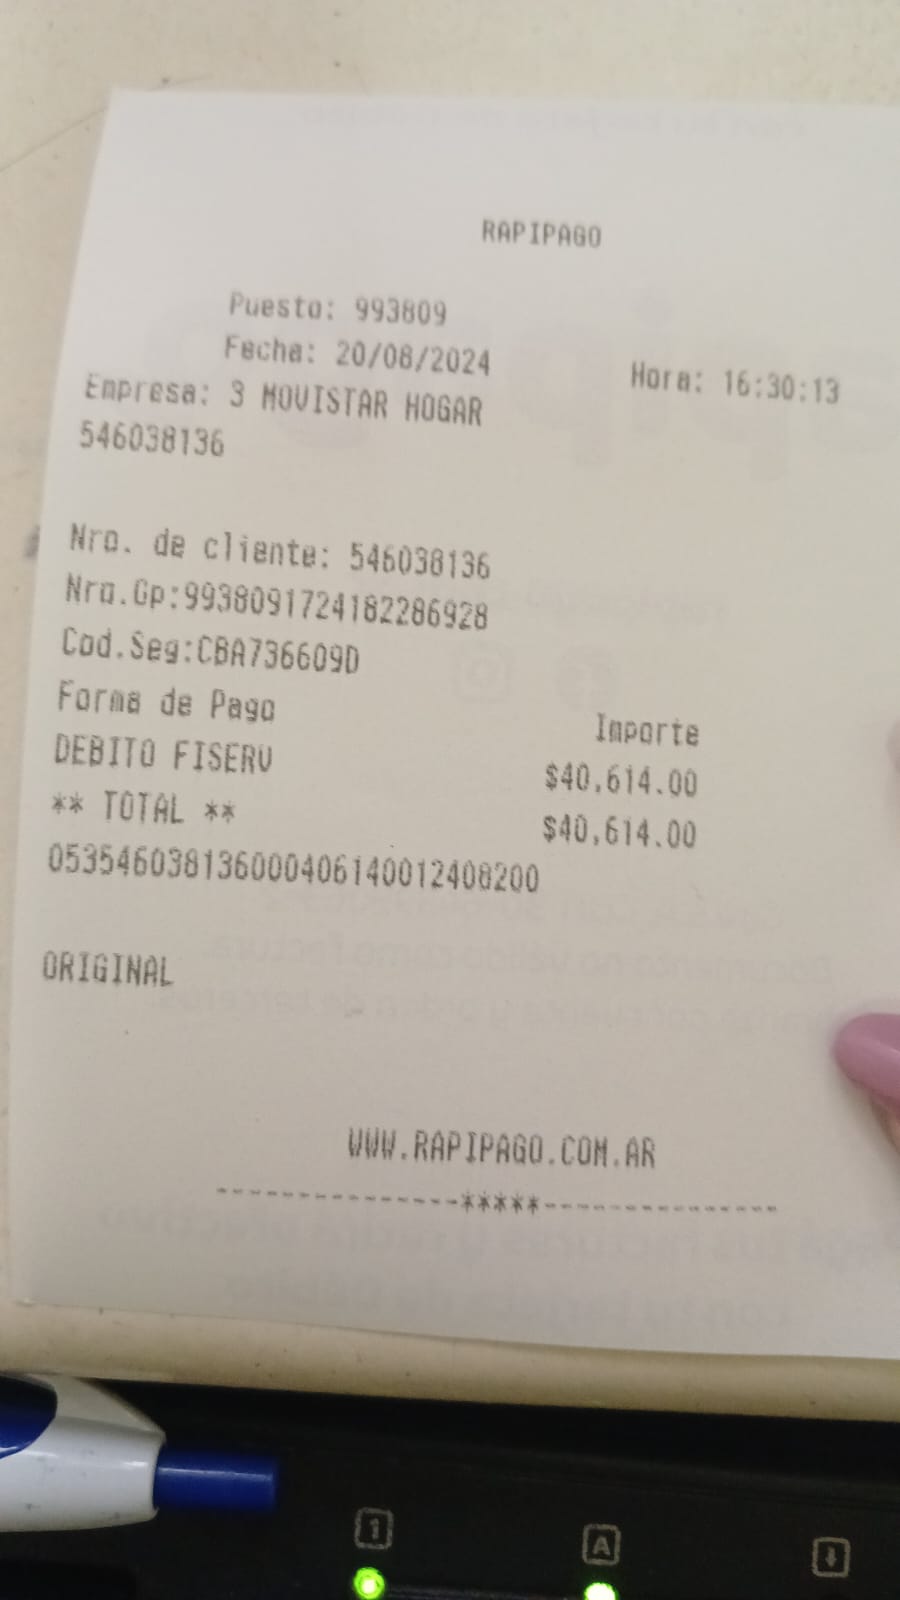 RAPIPAGO
Puesto: 993809
Fecha: 20/08/2024 Hora: 16:30:13
Empresa: 3 MOVISTAR HOGAR
546038136
Nro. de cliente: 546038136
Nro.Op:9938091724182286928
Cod.Seg:CBA736609D
Forma de Pago Importe
DEBITO FISERV $40,614.00
** TOTAL ** $40,614.00
053546038136000406140012408200
ORIGINAL
WWW.RAPIPAGO.COM.AR
---------------*****---------------
1 A